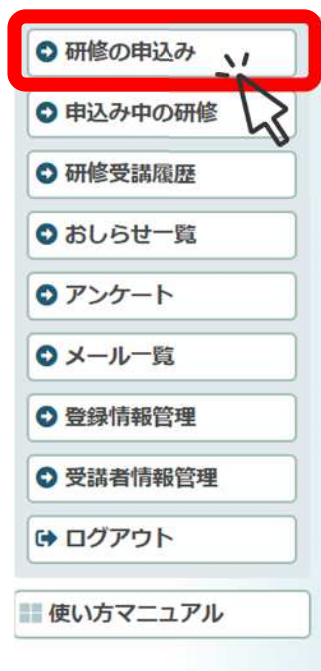 研修の申込み
申込み中の研修
研修受講履歴
おしらせ一覧
アンケート
メール一覧
登録情報管理
受講者情報管理
ログアウト
使い方マニュアル